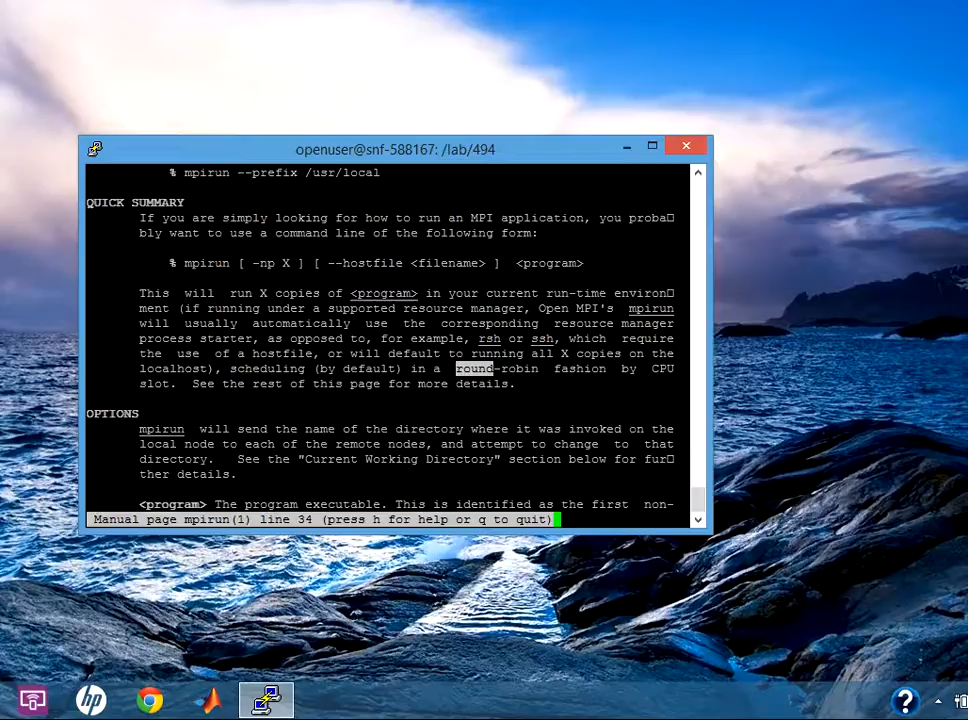 openuser@snf-588167: /lab/494
% mpirun --prefix /usr/local
QUICK SUMMARY
If you are simply looking for how to run an MPI application, you proba
bly want to use a command line of the following form:
% mpirun [ -np X ] [ --hostfile <filename> ]  <program>
This will run X copies of <program> in your current run-time environ
ment (if running under a supported resource manager, Open MPI's mpirun
will usually automatically use the corresponding resource manager
process starter, as opposed to, for example, rsh or ssh, which require
the use of a hostfile, or will default to running all X copies on the
localhost), scheduling (by default) in a round-robin fashion by CPU
slot. See the rest of this page for more details.
OPTIONS
mpirun will send the name of the directory where it was invoked on the
local node to each of the remote nodes, and attempt to change to that
directory. See the "Current Working Directory" section below for fur
ther details.
<program> The program executable. This is identified as the first non-
Manual page mpirun(1) line 34 (press h for help or q to quit)
hp
?